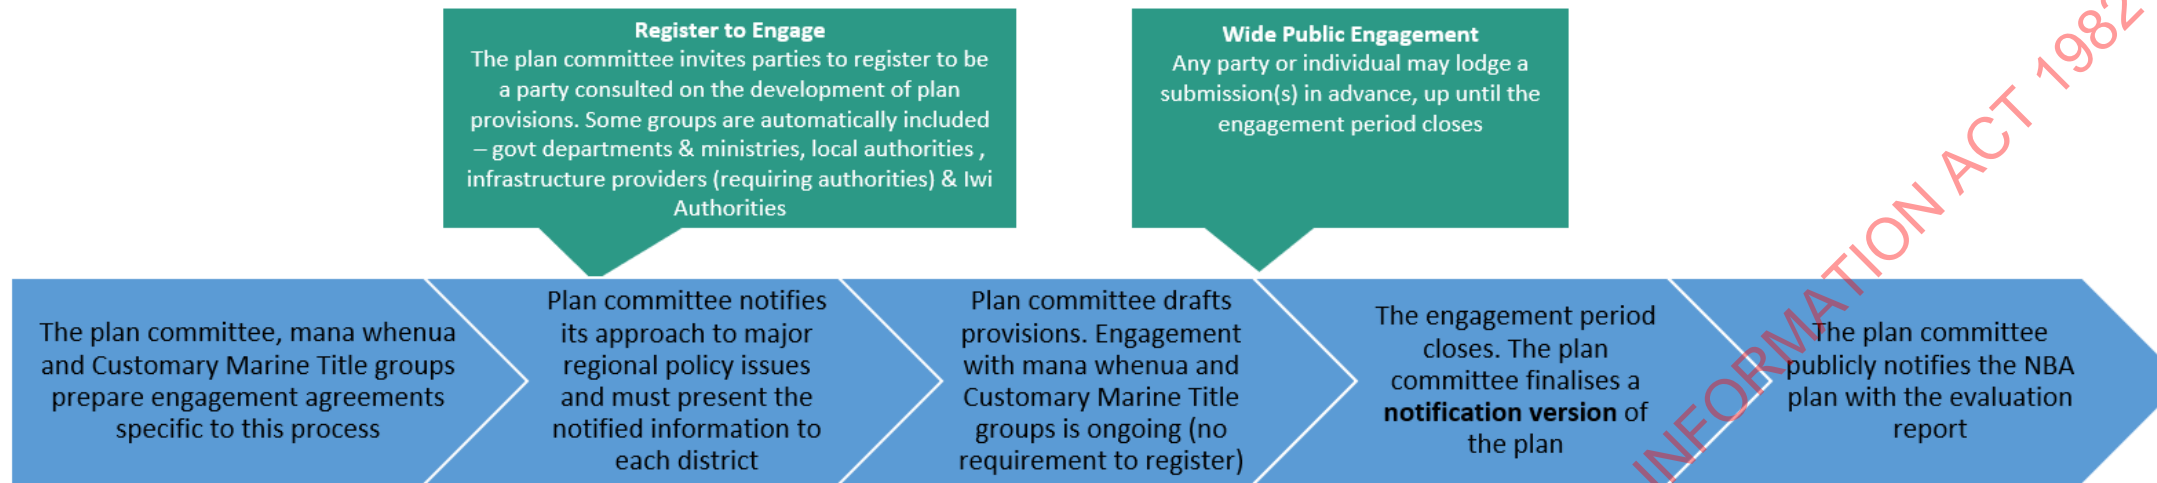 Register to Engage
The plan committee invites parties to register to be
a party consulted on the development of plan
provisions. Some groups are automatically included
– govt departments & ministries, local authorities ,
infrastructure providers (requiring authorities) & Iwi
Authorities
Wide Public Engagement
Any party or individual may lodge a
submission(s) in advance, up until the
engagement period closes
The plan committee, mana whenua
and Customary Marine Title groups
prepare engagement agreements
specific to this process
Plan committee notifies
its approach to major
regional policy issues
and must present the
notified information to
each district
Plan committee drafts
provisions. Engagement
with mana whenua and
Customary Marine Title
groups is ongoing (no
requirement to register)
The engagement period
closes. The plan
committee finalises a
notification version of
the plan
The plan committee
publicly notifies the NBA
plan with the evaluation
report
INFORMATION ACT 1982